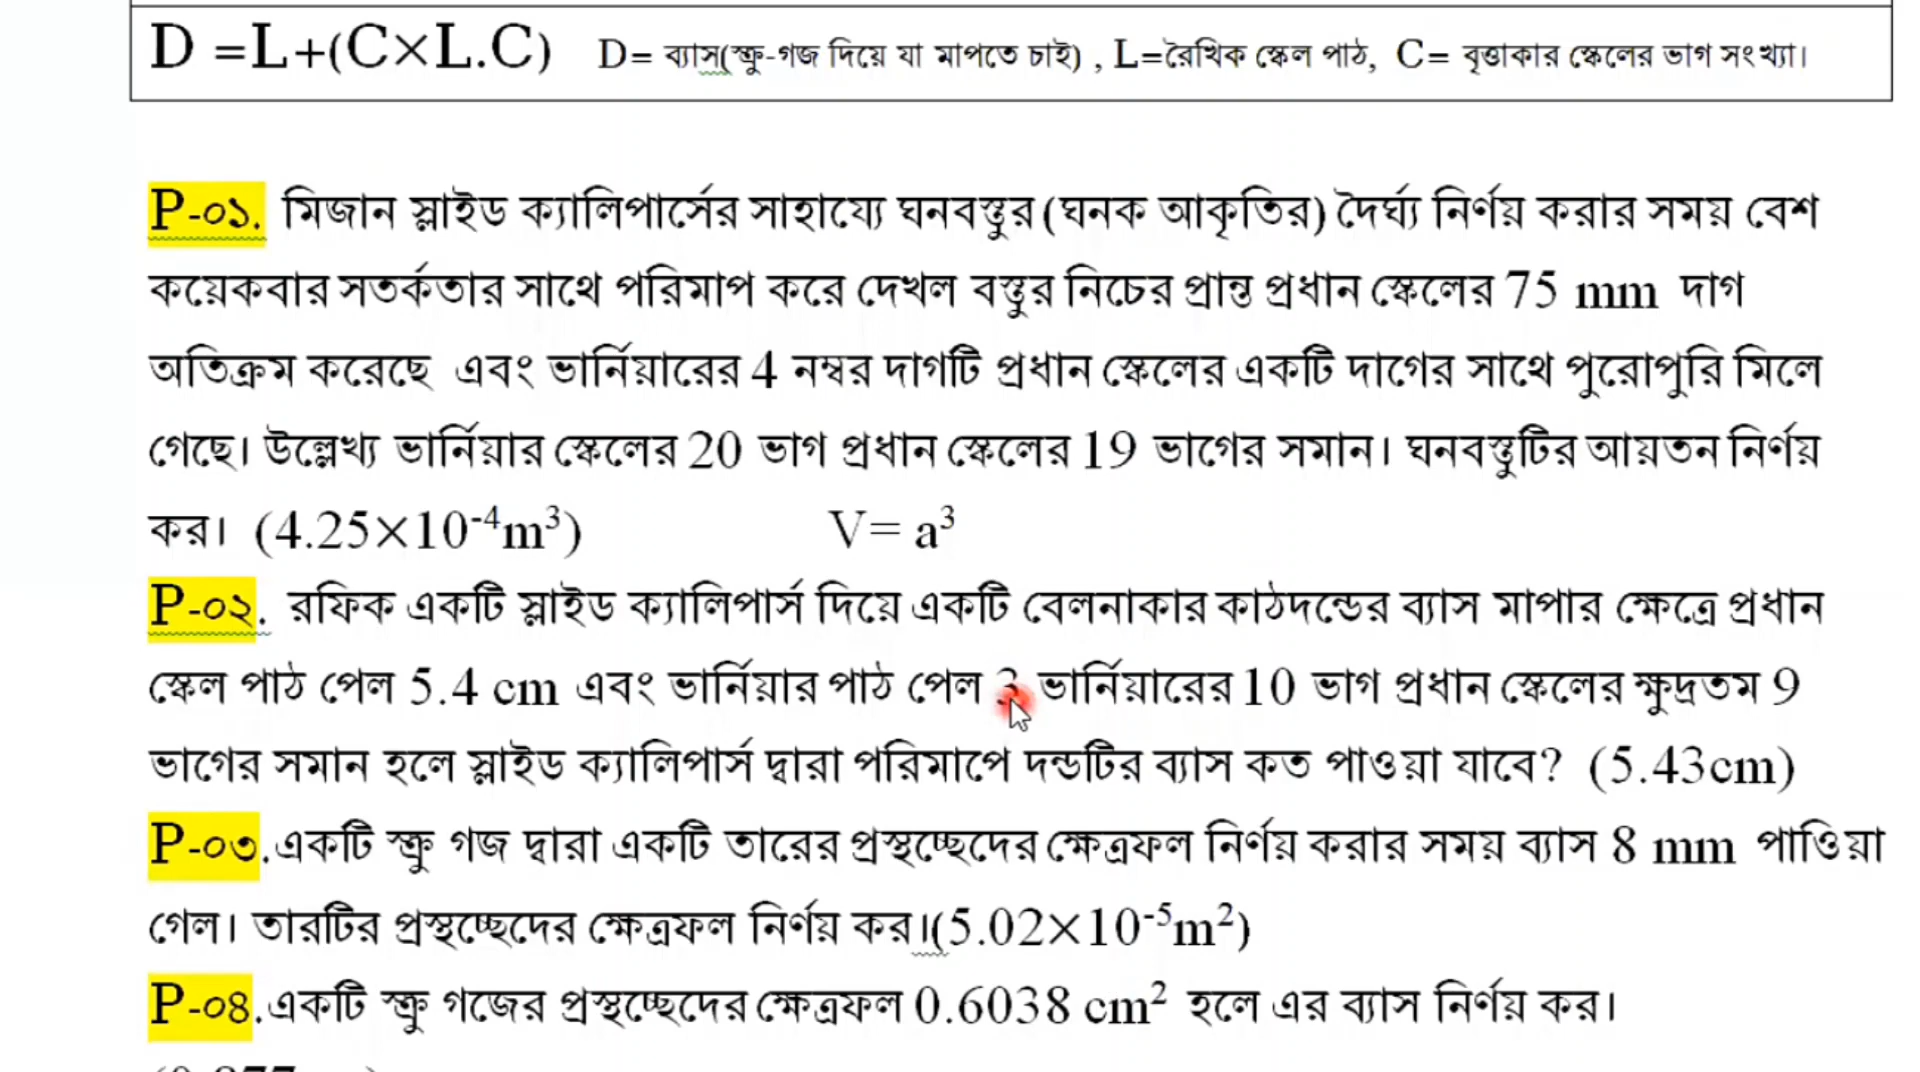 D =L+(C×L.C) D= ব্যাস(স্ক্রু-গজ দিয়ে যা মাপতে চাই) , L=রৈখিক স্কেল পাঠ, C= বৃত্তাকার স্কেলের ভাগ সংখ্যা।
P-০১. মিজান স্লাইড ক্যালিপার্সের সাহায্যে ঘনবস্তুর (ঘনক আকৃতির) দৈর্ঘ্য নির্ণয় করার সময় বেশ
কয়েকবার সতর্কতার সাথে পরিমাপ করে দেখল বস্তুর নিচের প্রান্ত প্রধান স্কেলের 75 mm দাগ
অতিক্রম করেছে এবং ভার্নিয়ারের 4 নম্বর দাগটি প্রধান স্কেলের একটি দাগের সাথে পুরোপুরি মিলে
গেছে। উল্লেখ্য ভার্নিয়ার স্কেলের 20 ভাগ প্রধান স্কেলের 19 ভাগের সমান। ঘনবস্তুটির আয়তন নির্ণয়
কর। (4.25×10⁻⁴m³) V= a³
P-০২. রফিক একটি স্লাইড ক্যালিপার্স দিয়ে একটি বেলনাকার কাঠদন্ডের ব্যাস মাপার ক্ষেত্রে প্রধান
স্কেল পাঠ পেল 5.4 cm এবং ভার্নিয়ার পাঠ পেল 3 ভার্নিয়ারের 10 ভাগ প্রধান স্কেলের ক্ষুদ্রতম 9
ভাগের সমান হলে স্লাইড ক্যালিপার্স দ্বারা পরিমাপে দন্ডটির ব্যাস কত পাওয়া যাবে? (5.43cm)
P-০৩.একটি স্ক্রু গজ দ্বারা একটি তারের প্রস্থচ্ছেদের ক্ষেত্রফল নির্ণয় করার সময় ব্যাস 8 mm পাওিয়া
গেল। তারটির প্রস্থচ্ছেদের ক্ষেত্রফল নির্ণয় কর।(5.02×10⁻⁵m²)
P-০৪.একটি স্ক্রু গজের প্রস্থচ্ছেদের ক্ষেত্রফল 0.6038 cm² হলে এর ব্যাস নির্ণয় কর।